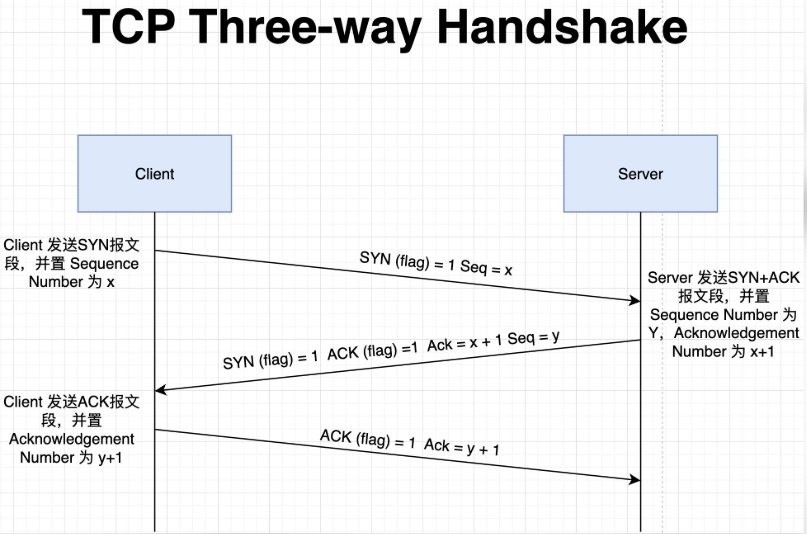 TCP Three-way Handshake
Client
Server
Client 发送SYN报文
段，并置 Sequence
Number 为 x
SYN (flag) = 1 Seq = x
Server 发送SYN+ACK
报文段，并置
Sequence Number 为
Y，Acknowledgement
Number 为 x+1
SYN (flag) = 1 ACK (flag) =1 Ack = x + 1 Seq = y
Client 发送ACK报文
段，并置
Acknowledgement
Number 为 y+1
ACK (flag) = 1 Ack = y + 1